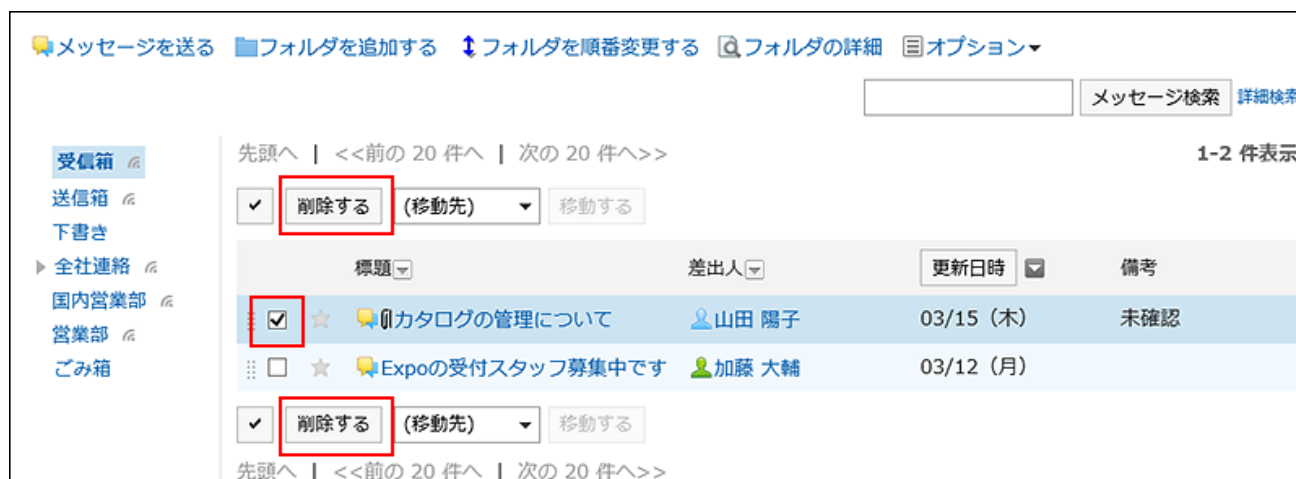 メッセージを送る フォルダを追加する フォルダを順番変更する フォルダの詳細 オプション
メッセージ検索 詳細検索
受信箱
送信箱
下書き
全社連絡
国内営業部
営業部
ごみ箱
先頭へ | <<前の 20 件へ | 次の 20 件へ>> 1-2 件表示
削除する (移動先) 移動する
標題 差出人 更新日時 備考
カタログの管理について 山田 陽子 03/15（木） 未確認
Expoの受付スタッフ募集中です 加藤 大輔 03/12（月）
削除する (移動先) 移動する
先頭へ | <<前の 20 件へ | 次の 20 件へ>>